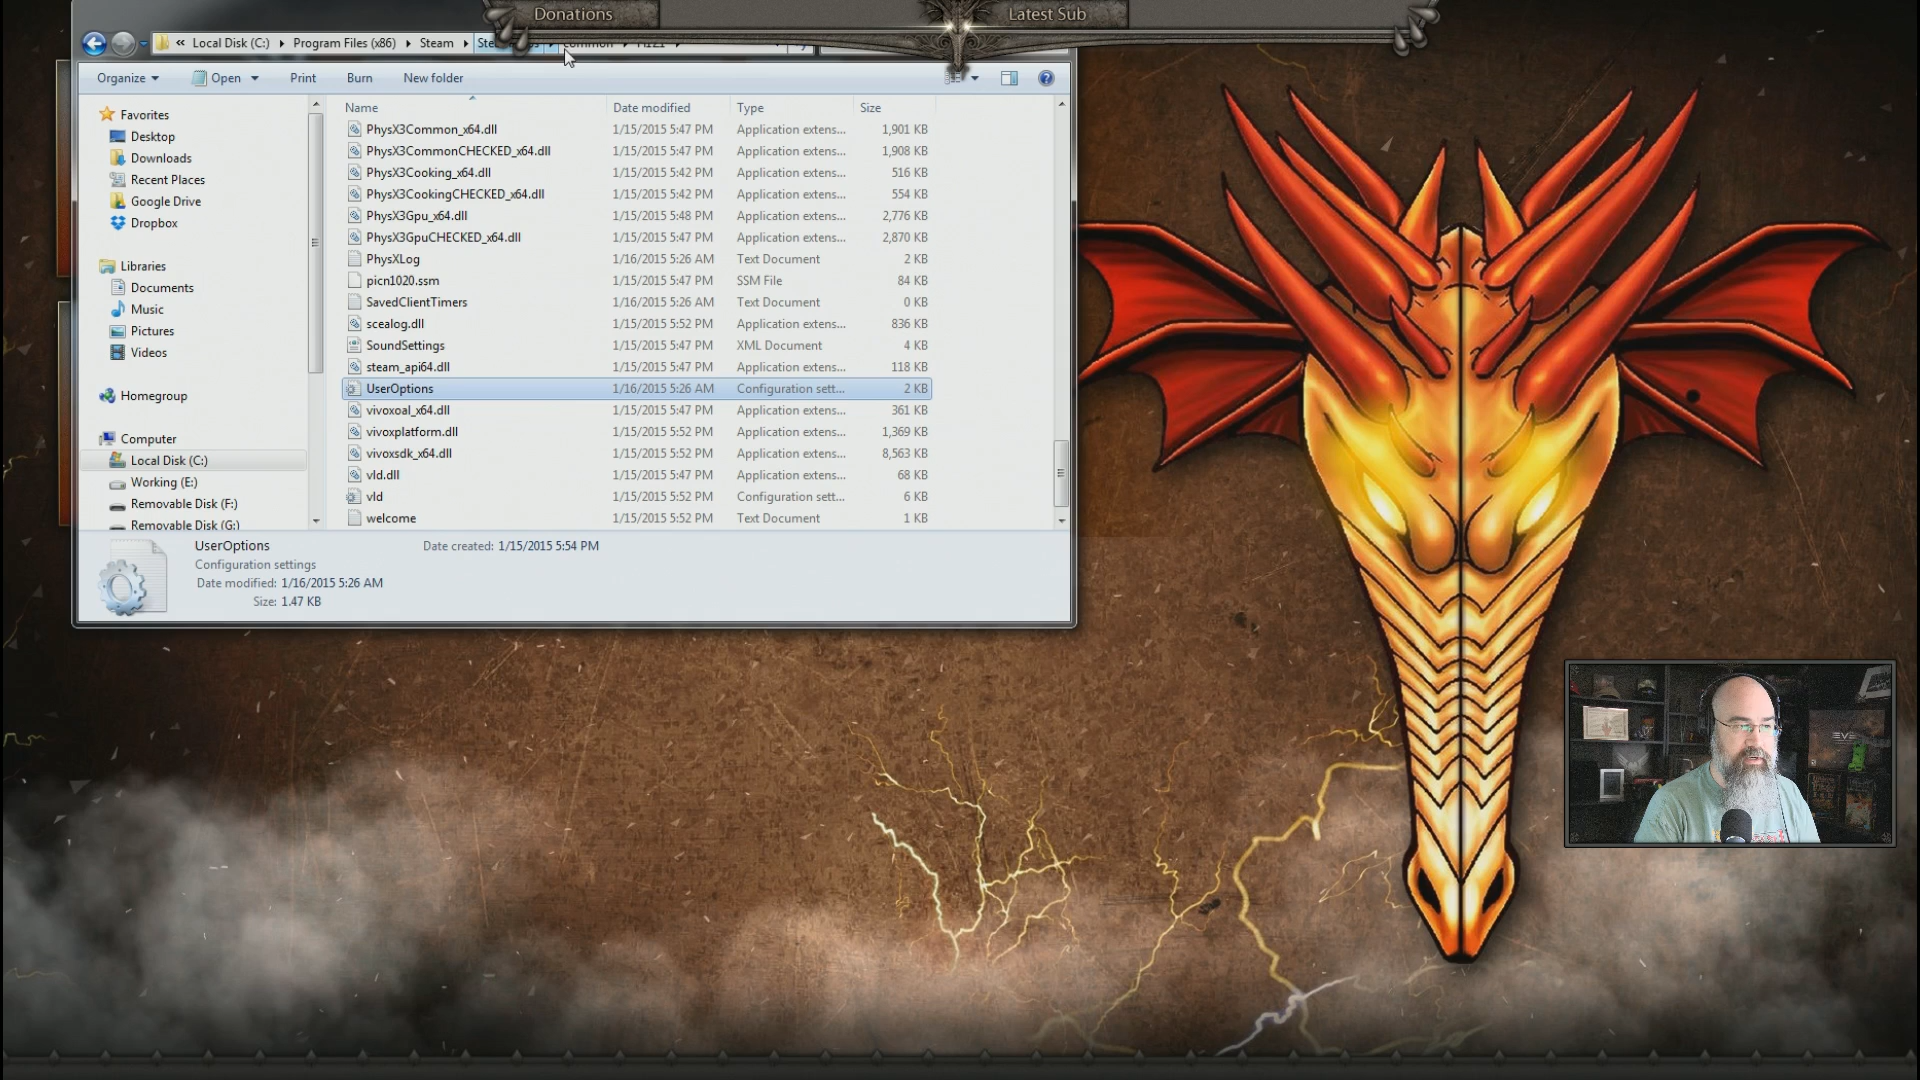 Donations
Latest Sub
« Local Disk (C:) Program Files (x86) Steam common H1Z1
Organize Open Print Burn New folder
Name Date modified Type Size
Favorites
Desktop
Downloads
Recent Places
Google Drive
Dropbox
Libraries
Documents
Music
Pictures
Videos
Homegroup
Computer
Local Disk (C:)
Working (E:)
Removable Disk (F:)
Removable Disk (G:)
PhysX3Common_x64.dll 1/15/2015 5:47 PM Application extens... 1,901 KB
PhysX3CommonCHECKED_x64.dll 1/15/2015 5:47 PM Application extens... 1,908 KB
PhysX3Cooking_x64.dll 1/15/2015 5:42 PM Application extens... 516 KB
PhysX3CookingCHECKED_x64.dll 1/15/2015 5:42 PM Application extens... 554 KB
PhysX3Gpu_x64.dll 1/15/2015 5:48 PM Application extens... 2,776 KB
PhysX3GpuCHECKED_x64.dll 1/15/2015 5:47 PM Application extens... 2,870 KB
PhysXLog 1/16/2015 5:26 AM Text Document 2 KB
picn1020.ssm 1/15/2015 5:47 PM SSM File 84 KB
SavedClientTimers 1/16/2015 5:26 AM Text Document 0 KB
scealog.dll 1/15/2015 5:52 PM Application extens... 836 KB
SoundSettings 1/15/2015 5:52 PM XML Document 4 KB
steam_api64.dll 1/15/2015 5:47 PM Application extens... 118 KB
UserOptions 1/16/2015 5:26 AM Configuration sett... 2 KB
vivoxoal_x64.dll 1/15/2015 5:47 PM Application extens... 361 KB
vivoxplatform.dll 1/15/2015 5:52 PM Application extens... 1,369 KB
vivoxsdk_x64.dll 1/15/2015 5:52 PM Application extens... 8,563 KB
vld.dll 1/15/2015 5:47 PM Application extens... 68 KB
vld 1/15/2015 5:52 PM Configuration sett... 6 KB
welcome 1/15/2015 5:52 PM Text Document 1 KB
UserOptions
Configuration settings
Date modified: 1/16/2015 5:26 AM
Size: 1.47 KB
Date created: 1/15/2015 5:54 PM
EVE